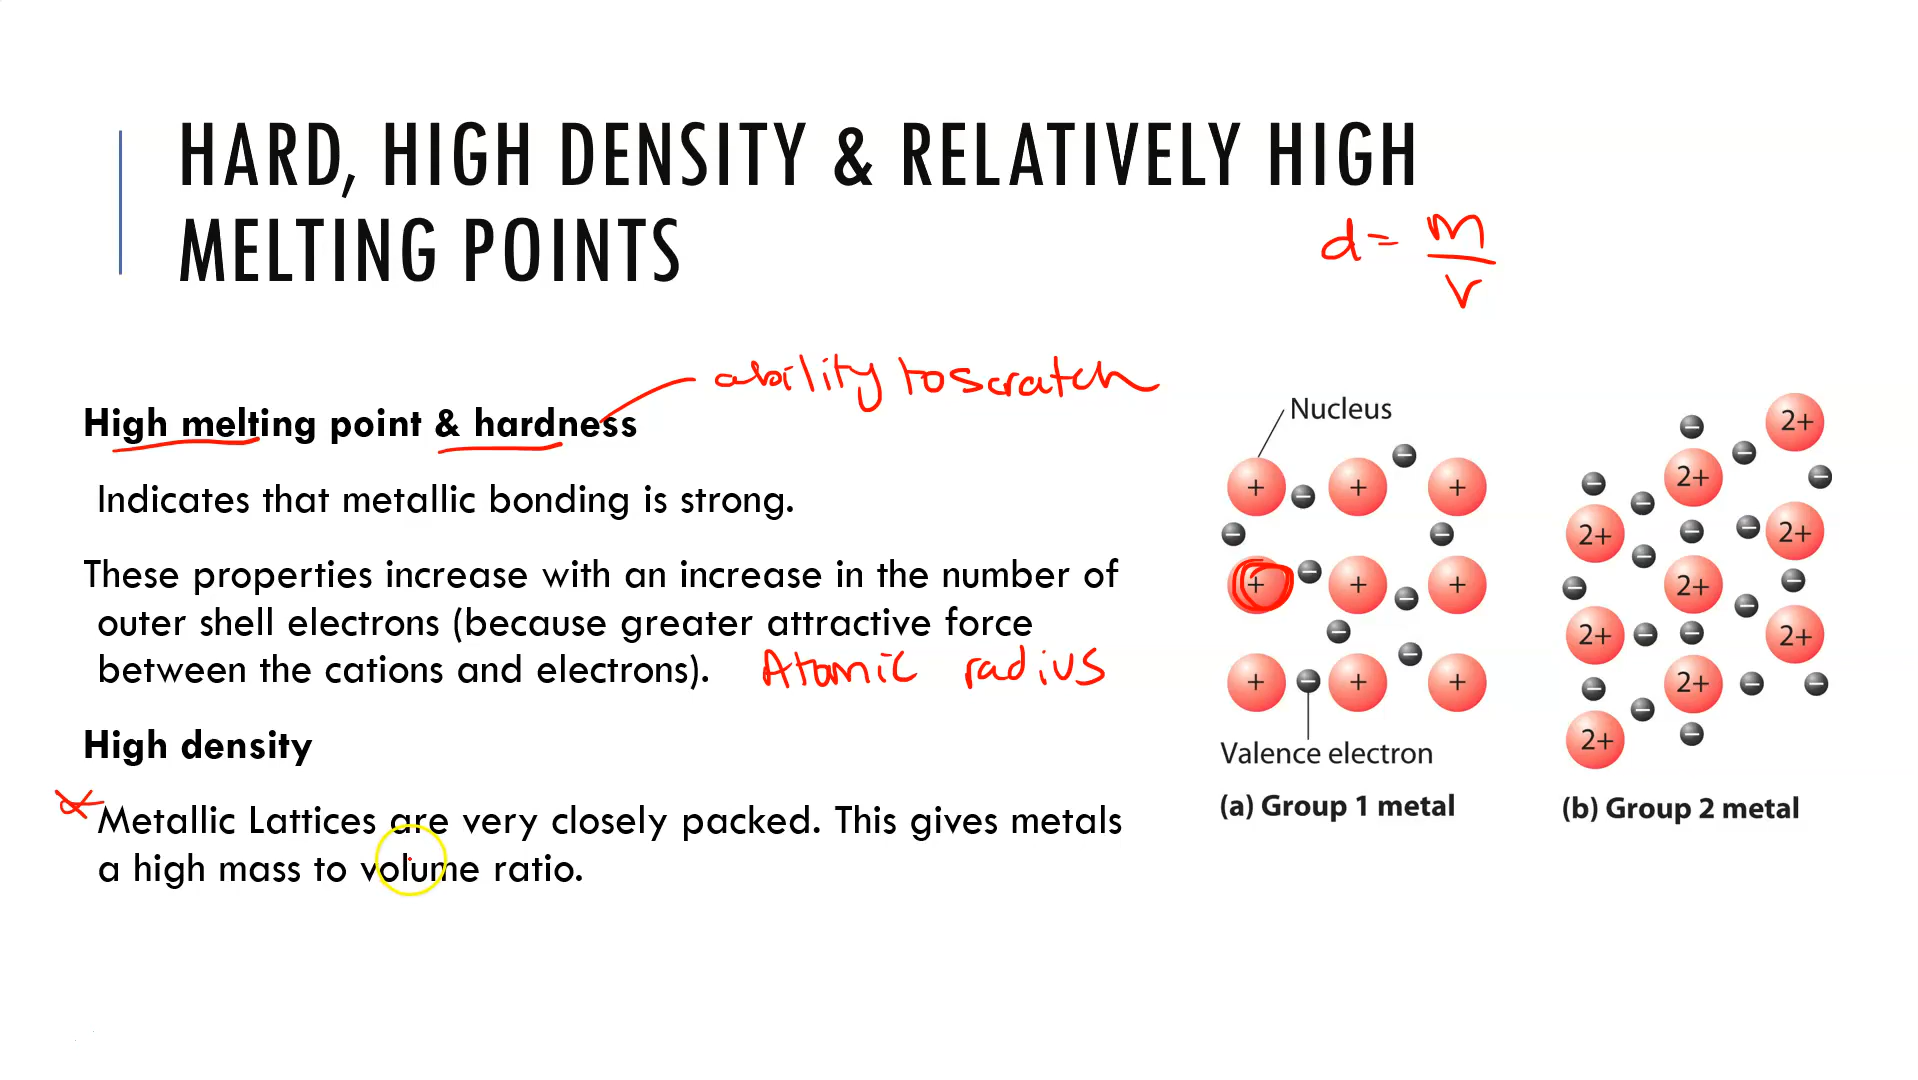 HARD, HIGH DENSITY & RELATIVELY HIGH
MELTING POINTS
d = m
v
ability to scratch
High melting point & hardness
Indicates that metallic bonding is strong.
These properties increase with an increase in the number of
outer shell electrons (because greater attractive force
between the cations and electrons). Atomic radius
High density
Metallic Lattices are very closely packed. This gives metals
a high mass to volume ratio.
Nucleus
+ − + − +
− −
+ − + − +
− −
+ − + +
Valence electron
(a) Group 1 metal
2+
− −
2+ −
− −
2+ − − 2+
−
− 2+ −
−
2+ − − 2+
− 2+ − −
−
2+ −
(b) Group 2 metal